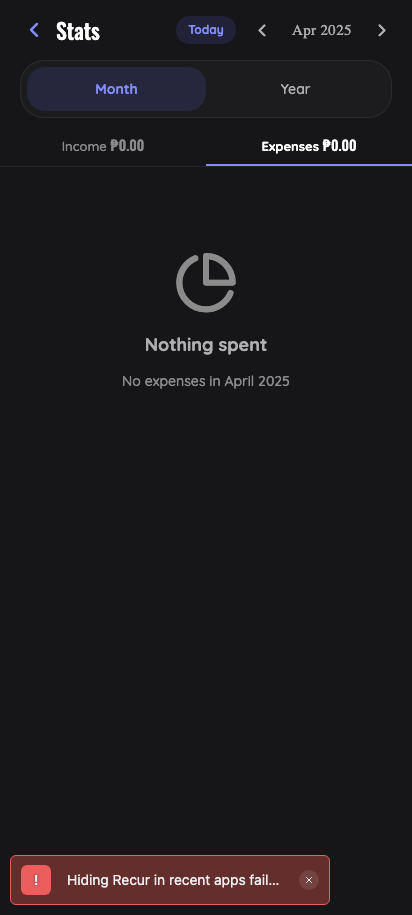 Stats
Today
Apr 2025
Month
Year
Income ₱0.00
Expenses ₱0.00
Nothing spent
No expenses in April 2025
! Hiding Recur in recent apps fail...